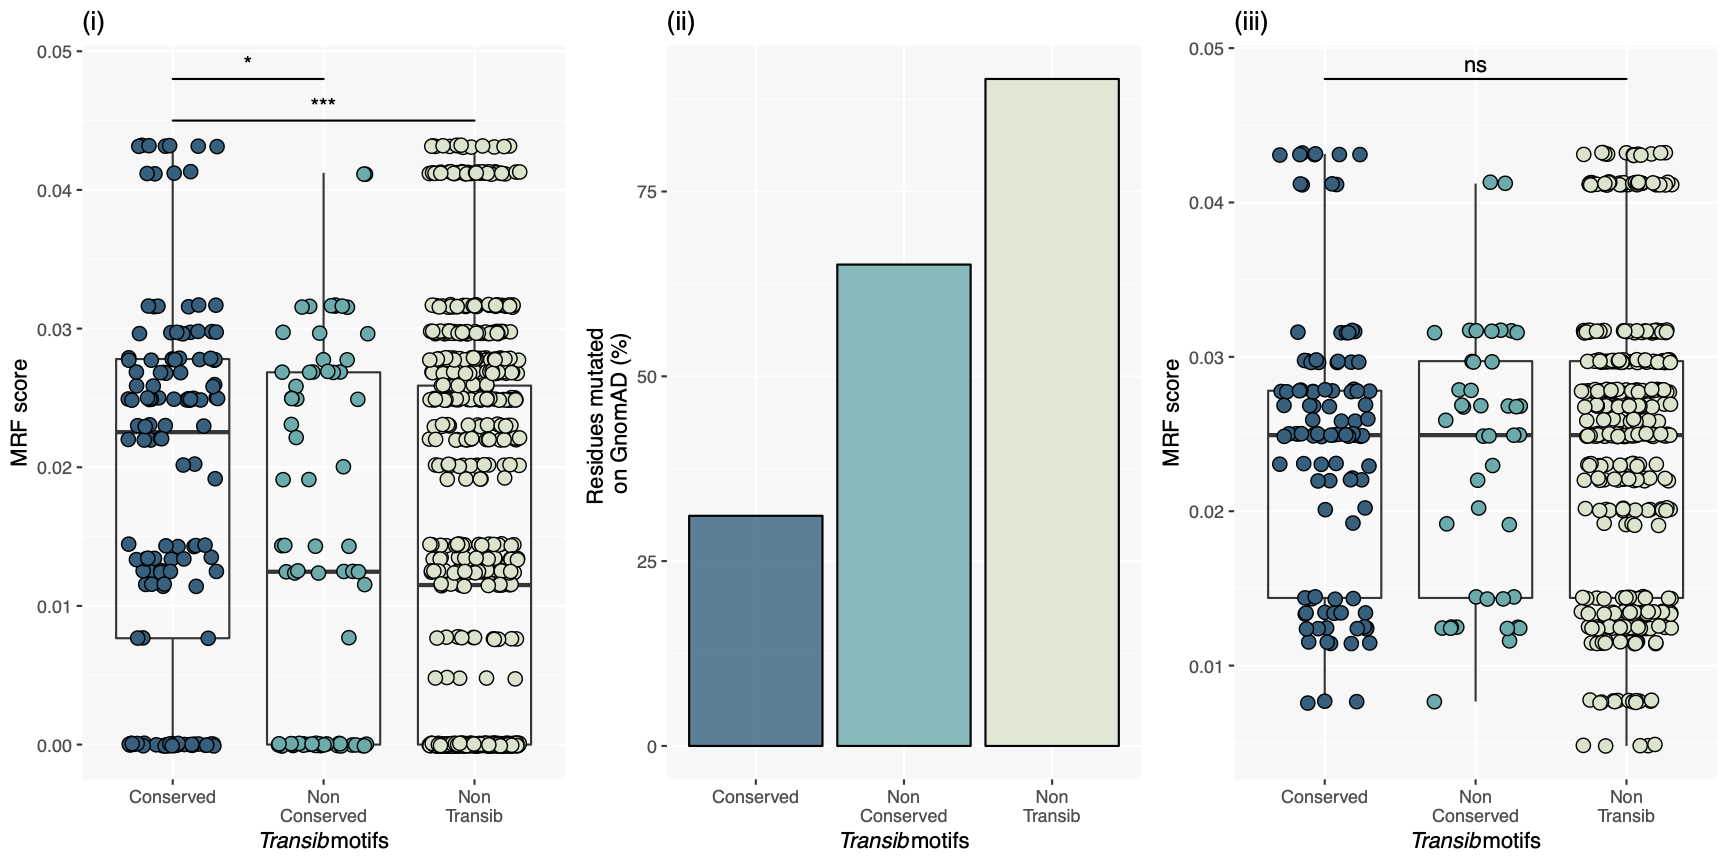 (i)
0.05
0.04
0.03
0.02
0.01
0.00
MRF score
*
***
Conserved
Non
Conserved
Non
Transib
Transib motifs
(ii)
75
50
25
0
Residues mutated
on GnomAD (%)
Conserved
Non
Conserved
Non
Transib
Transib motifs
(iii)
0.05
0.04
0.03
0.02
0.01
MRF score
ns
Conserved
Non
Conserved
Non
Transib
Transib motifs